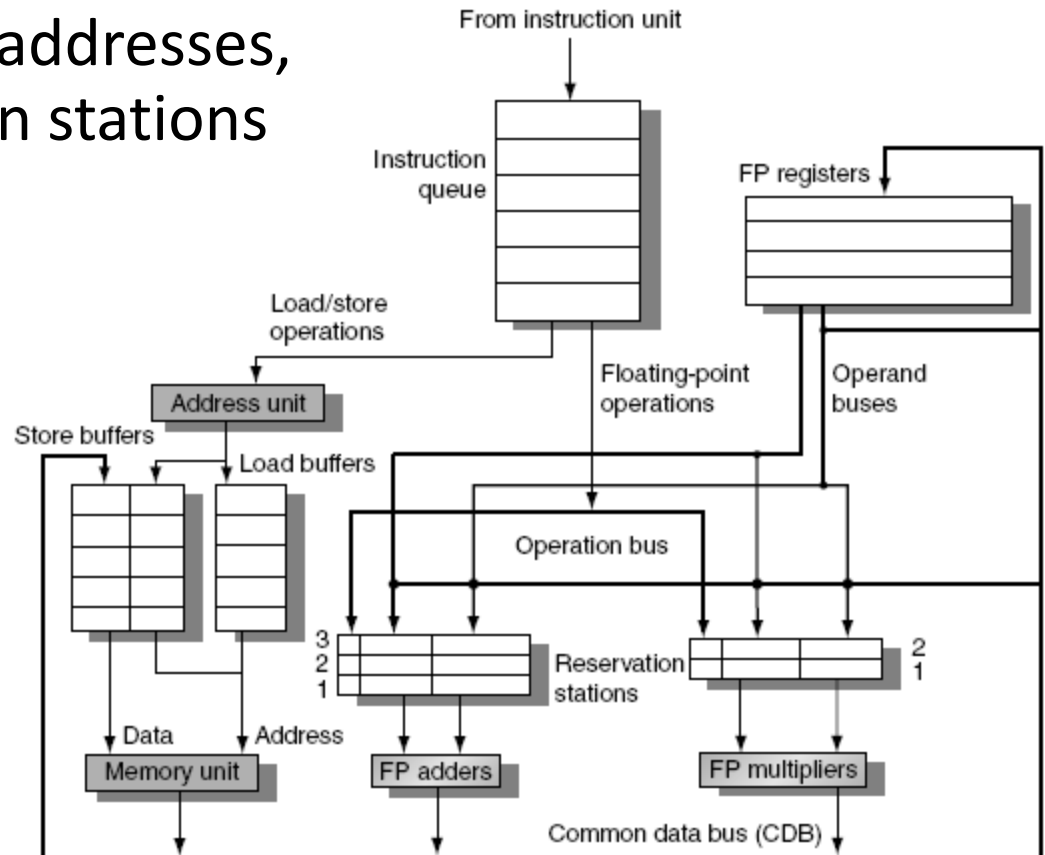 addresses,
n stations
From instruction unit
Instruction
queue
FP registers
Load/store
operations
Floating-point
operations
Operand
buses
Address unit
Store buffers
Load buffers
Operation bus
3
2
1
Reservation
stations
2
1
Data
Address
Memory unit
FP adders
FP multipliers
Common data bus (CDB)